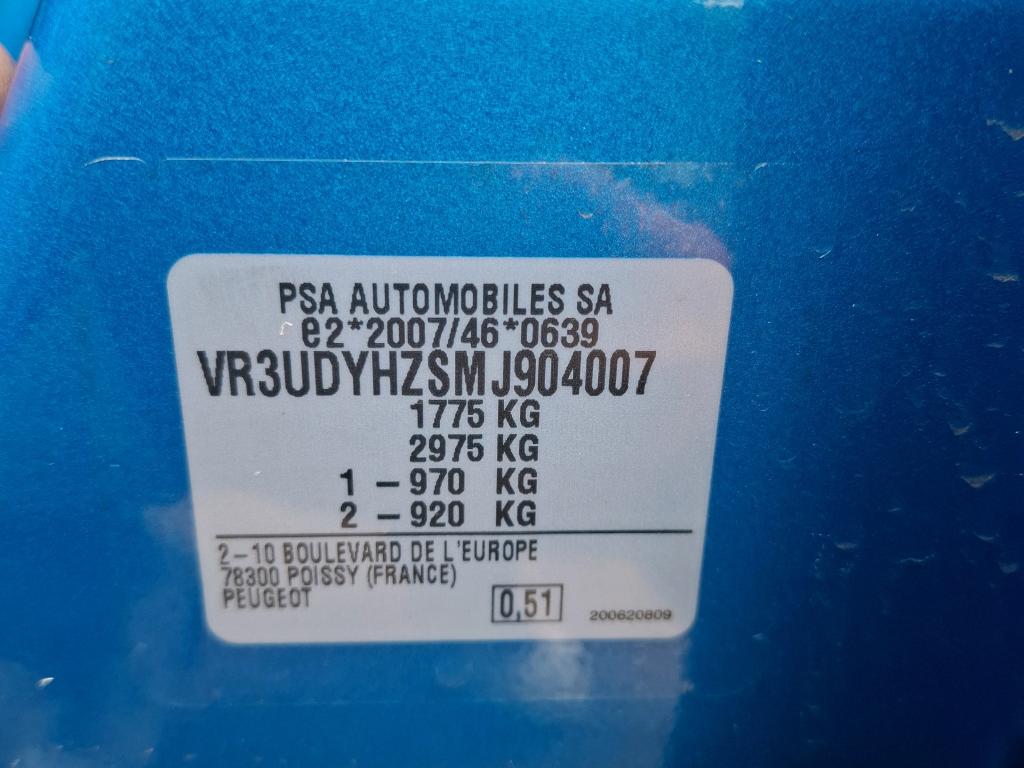 PSA AUTOMOBILES SA
e2*2007/46*0639
VR3UDYHZSMJ904007
1775 KG
2975 KG
1 - 970 KG
2 - 920 KG
2-10 BOULEVARD DE L'EUROPE
78300 POISSY (FRANCE)
PEUGEOT
0,51
200620809